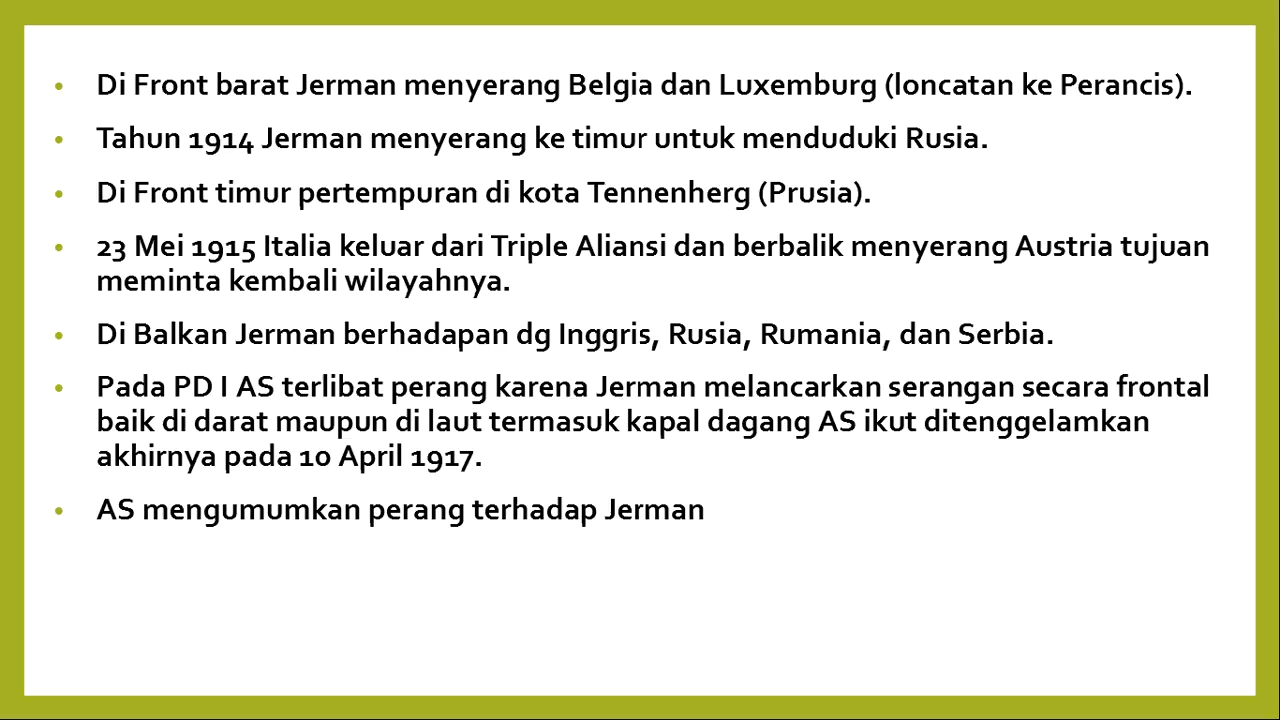 • Di Front barat Jerman menyerang Belgia dan Luxemburg (loncatan ke Perancis).
• Tahun 1914 Jerman menyerang ke timur untuk menduduki Rusia.
• Di Front timur pertempuran di kota Tennenherg (Prusia).
• 23 Mei 1915 Italia keluar dari Triple Aliansi dan berbalik menyerang Austria tujuan
meminta kembali wilayahnya.
• Di Balkan Jerman berhadapan dg Inggris, Rusia, Rumania, dan Serbia.
• Pada PD I AS terlibat perang karena Jerman melancarkan serangan secara frontal
baik di darat maupun di laut termasuk kapal dagang AS ikut ditenggelamkan
akhirnya pada 10 April 1917.
• AS mengumumkan perang terhadap Jerman